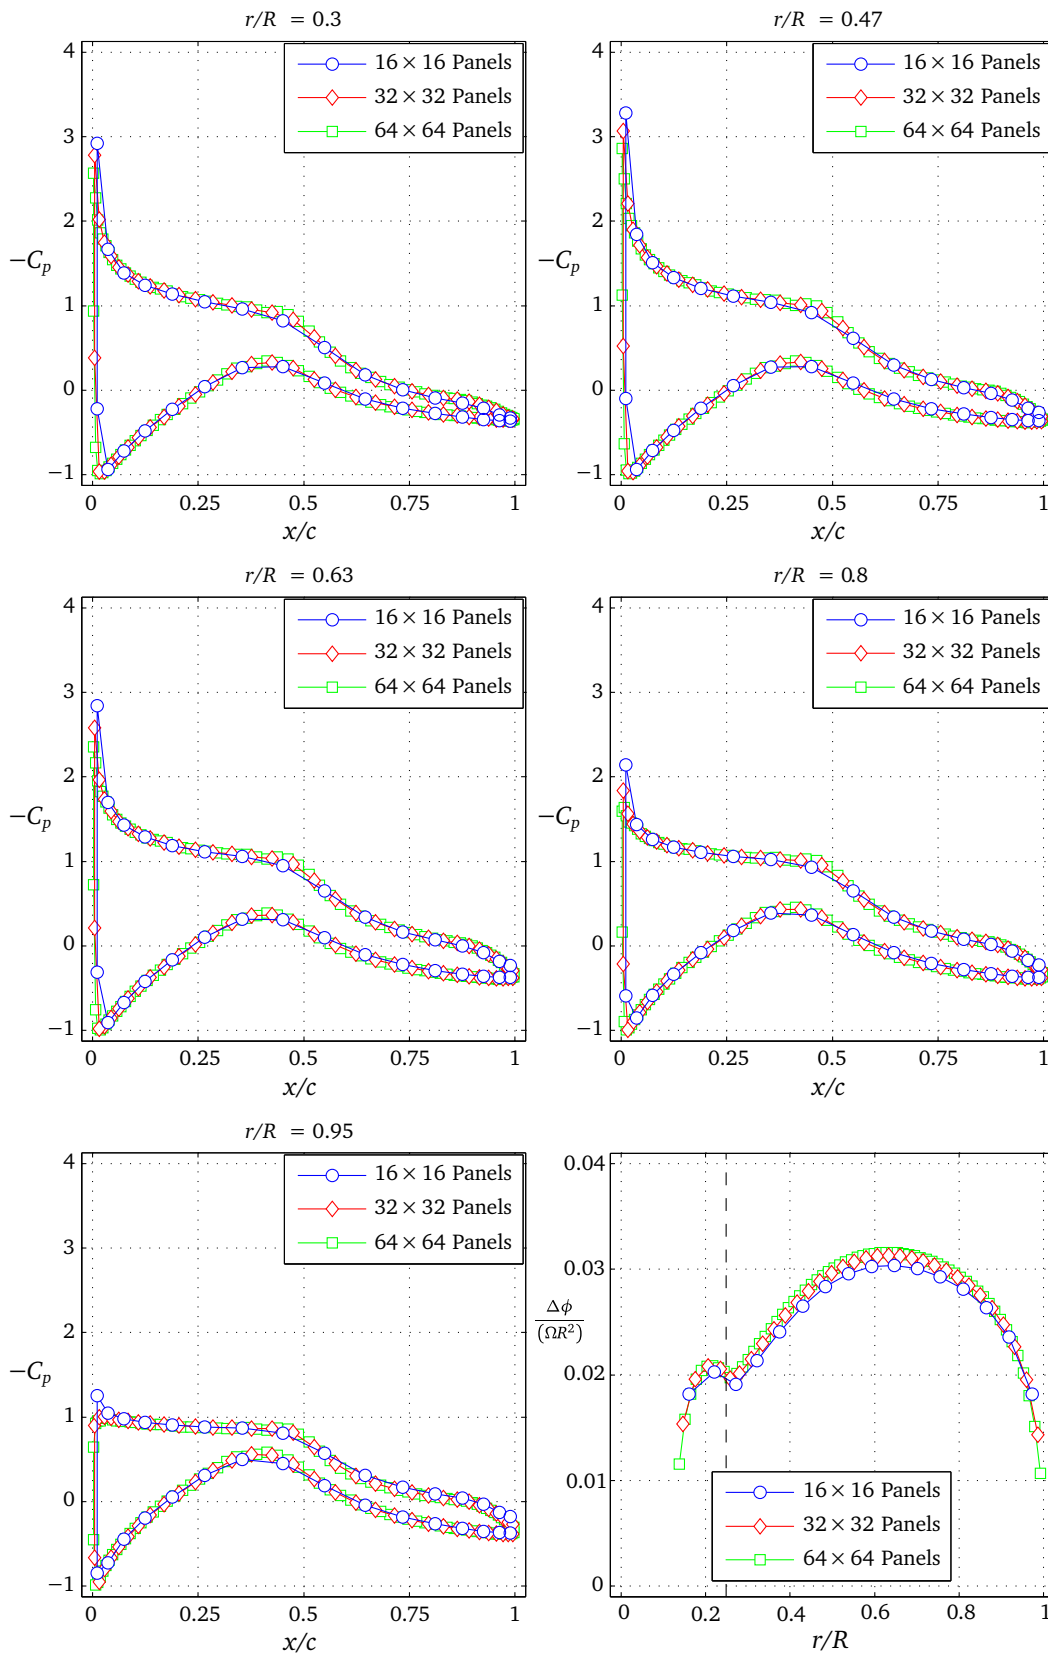 r/R = 0.3
4
3
2
1
0
−1
−Cp
16×16 Panels
32×32 Panels
64×64 Panels
0 0.25 0.5 0.75 1
x/c
r/R = 0.47
4
3
2
1
0
−1
−Cp
16×16 Panels
32×32 Panels
64×64 Panels
0 0.25 0.5 0.75 1
x/c
r/R = 0.63
4
3
2
1
0
−1
−Cp
16×16 Panels
32×32 Panels
64×64 Panels
0 0.25 0.5 0.75 1
x/c
r/R = 0.8
4
3
2
1
0
−1
−Cp
16×16 Panels
32×32 Panels
64×64 Panels
0 0.25 0.5 0.75 1
x/c
r/R = 0.95
4
3
2
1
0
−1
−Cp
16×16 Panels
32×32 Panels
64×64 Panels
0 0.25 0.5 0.75 1
x/c
0.04
0.03
0.02
0.01
0
Δϕ
(ΩR²)
16×16 Panels
32×32 Panels
64×64 Panels
0 0.2 0.4 0.6 0.8 1
r/R